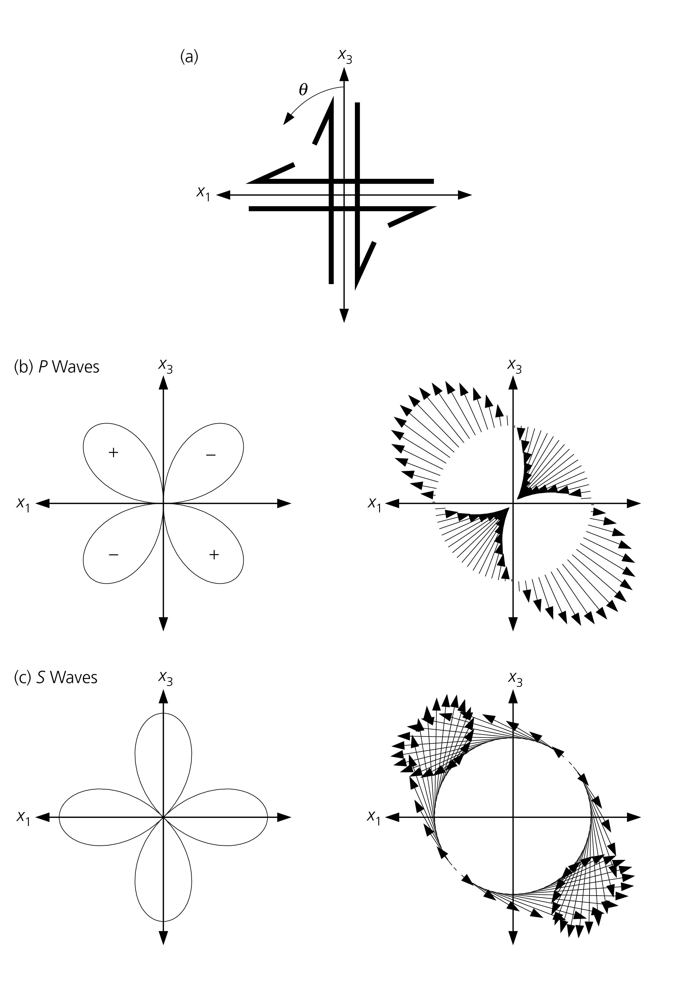 (a)
x3
θ
x1
(b) P Waves
x3
x3
+
−
x1
x1
−
+
(c) S Waves
x3
x3
x1
x1